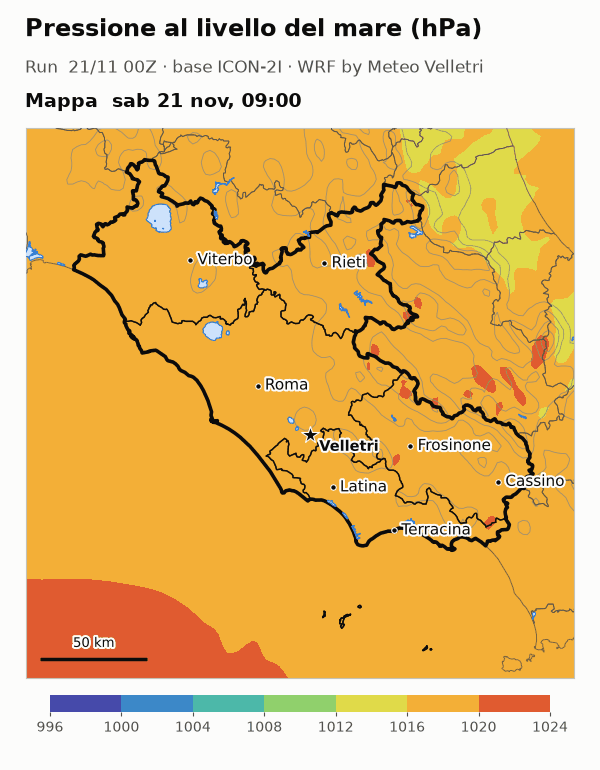 Pressione al livello del mare (hPa)
Run 21/11 00Z · base ICON-2I · WRF by Meteo Velletri
Mappa sab 21 nov, 09:00
Viterbo
Rieti
Roma
Velletri
Frosinone
Cassino
Latina
Terracina
50 km
996 1000 1004 1008 1012 1016 1020 1024